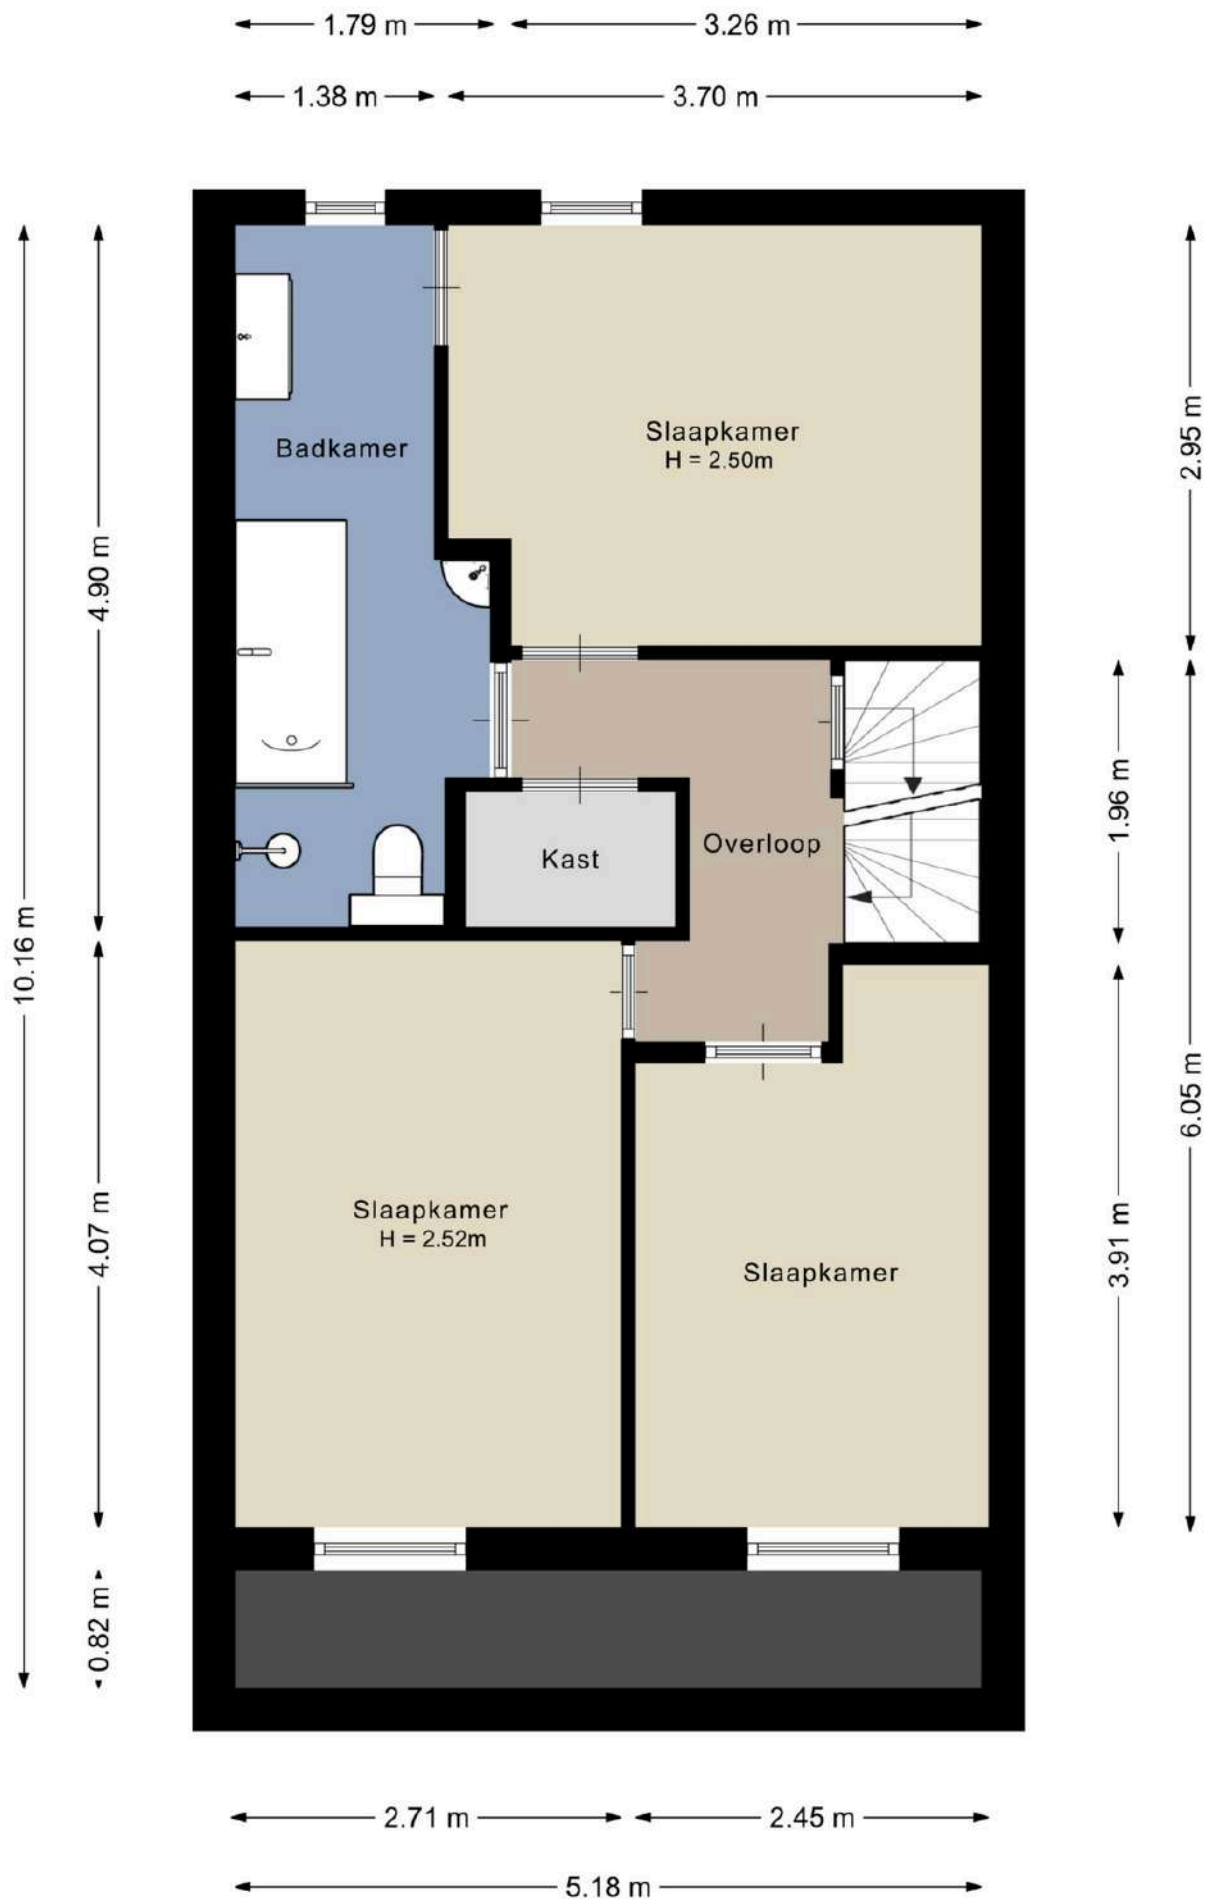 1.79 m
3.26 m
1.38 m
3.70 m
Badkamer
Slaapkamer
H = 2.50m
2.95 m
4.90 m
1.96 m
Overloop
Kast
10.16 m
6.05 m
4.07 m
3.91 m
Slaapkamer
H = 2.52m
Slaapkamer
0.82 m
2.71 m
2.45 m
5.18 m